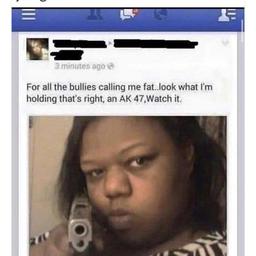 3 minutes ago
For all the bullies calling me fat..look what I'm
holding that's right, an AK 47,Watch it.